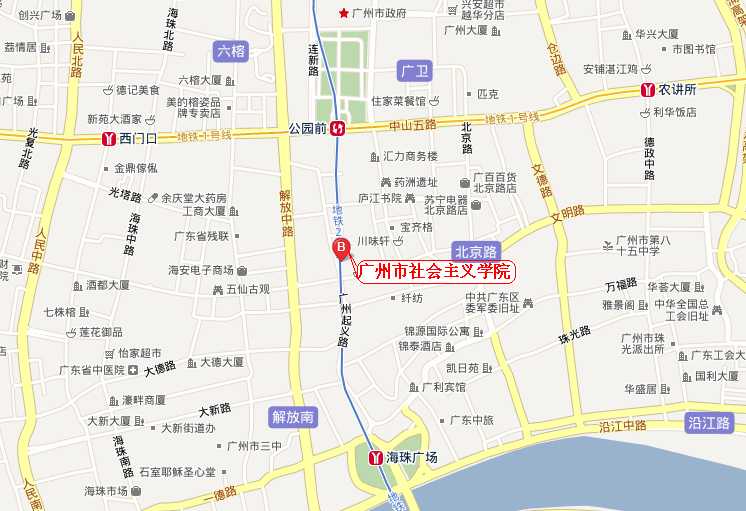 创兴广场
海珠北路
广州市政府
安兴商贸
越华分店
广州大厦
华兴大厦
市图书馆
荔情居
人民北路
六榕
连新路
广卫
仓边路
安铺湛江鸡
六榕大厦
德记美食
美的榕姿品
牌专卖店
住家菜餐馆
匹克
农讲所
利华饭店
广场
新苑大酒家
西门口
地铁1号线
公园前
中山五路
地铁1号线
北京路
光复北路
金鼎傢俬
汇力商务楼
德政中路
光塔路
余庆堂大药房
工商大厦
海珠中路
解放中路
药洲遗址
庐江书院
广百百货
北京路店
苏宁电器
北京路店
文德路
文明路
人民中路
广东省残联
地铁2
宝齐格
川味轩
北京路
广州市第八
十五中学
海安电子商场
B
广州市社会主义学院
酒都大厦
五仙古观
纤纺
中共广东区
委军委旧址
万福路
华荟大厦
七株榕
广州起义路
雅景阁
中华全国总
工会旧址
莲花御品
锦源国际公寓
锦泰酒店
珠光路
广州市珠
光派出所
怡家超市
广东省中医院
大德路
大德大厦
凯日苑
广东工会大
国利大厦
濠畔商厦
广利宾馆
华盛居
大新大厦
大新路
解放南
广东中旅
沿江中路
沿江路
大新街道办
海珠南路
广州市三中
海珠广场
石室耶稣圣心堂
人民南路
海珠市场
一德路
地铁